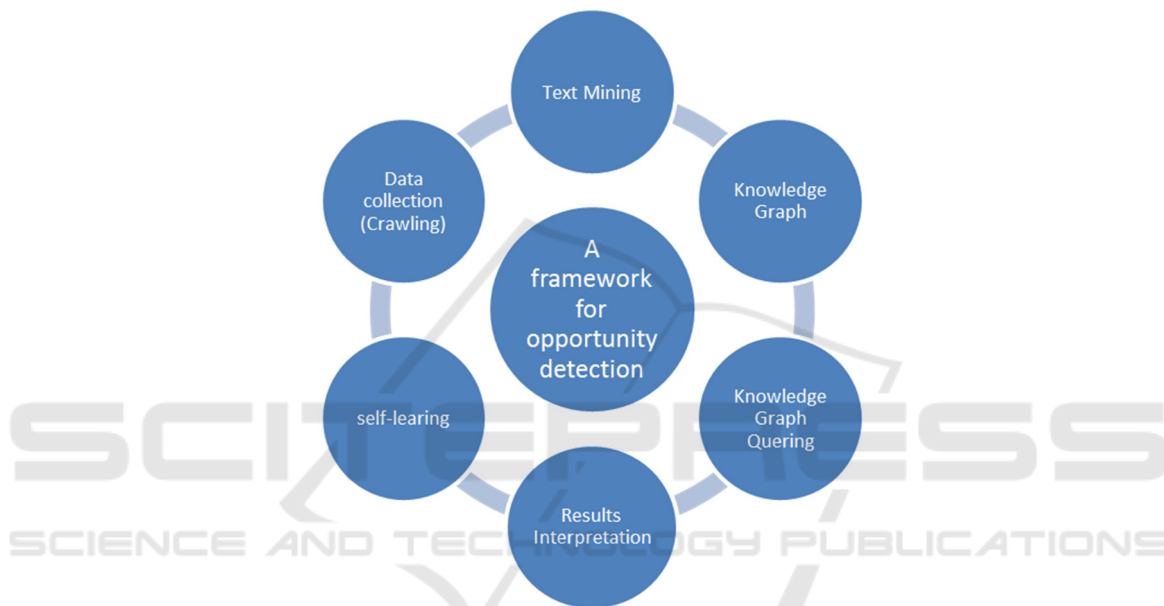 Text Mining
Data
collection
(Crawling)
Knowledge
Graph
A
framework
for
opportunity
detection
self-learing
Knowledge
Graph
Quering
Results
Interpretation
SCITEPRESS
SCIENCE AND TECHNOLOGY PUBLICATIONS